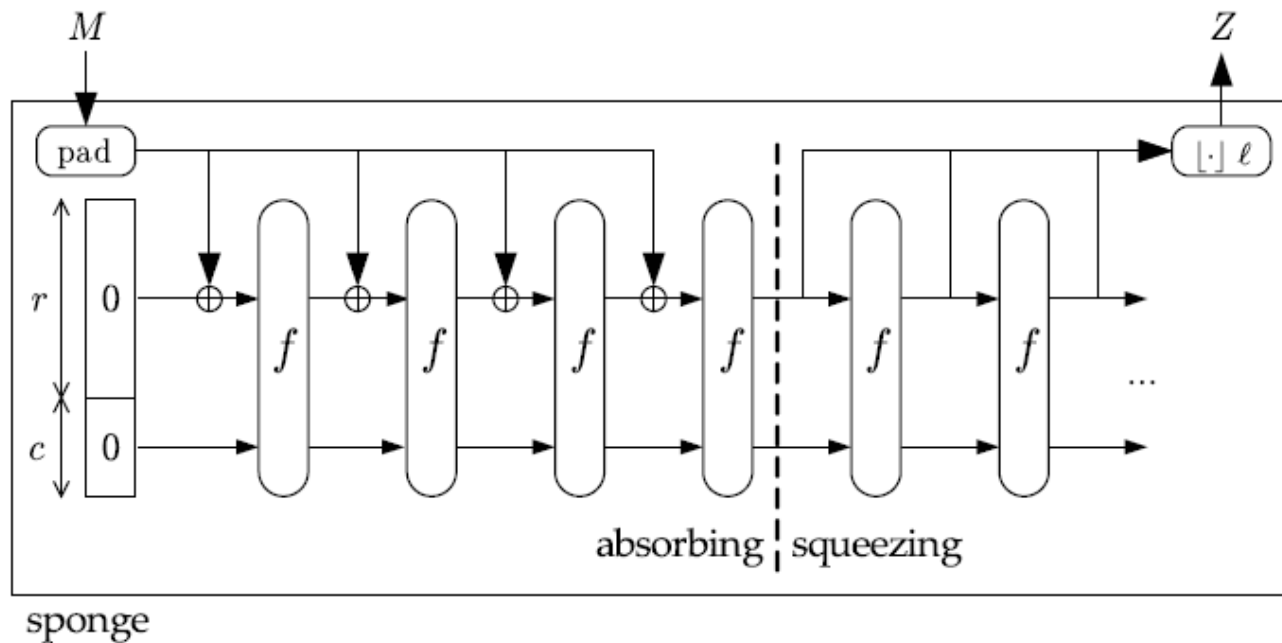 M Z
pad ⌊·⌋ ℓ
r 0 f f f f f f
c 0 ...
absorbing squeezing
sponge